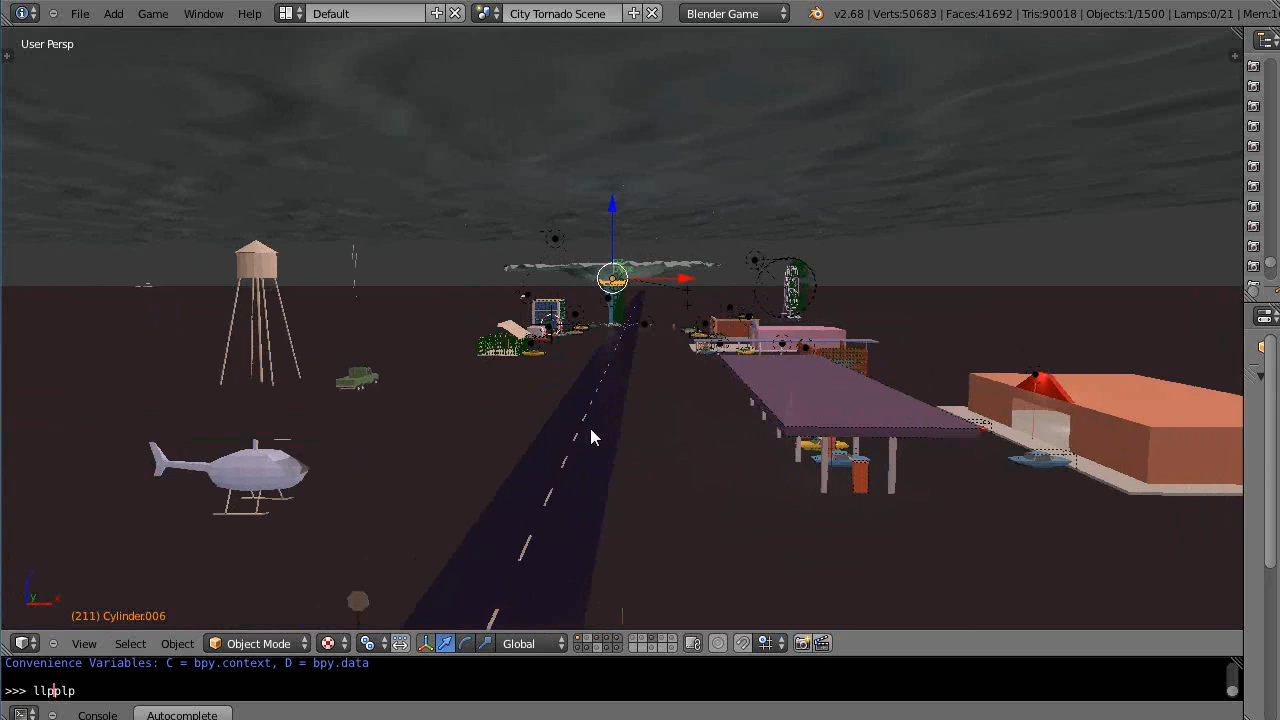 File Add Game Window Help Default City Tornado Scene Blender Game v2.68 | Verts:50683 | Faces:41692 | Tris:90018 | Objects:1/1500 | Lamps:0/21 | Mem:1
User Persp
z
y x
(211) Cylinder.006
View Select Object Object Mode Global
Convenience Variables: C = bpy.context, D = bpy.data
>>> llpplp
Console Autocomplete